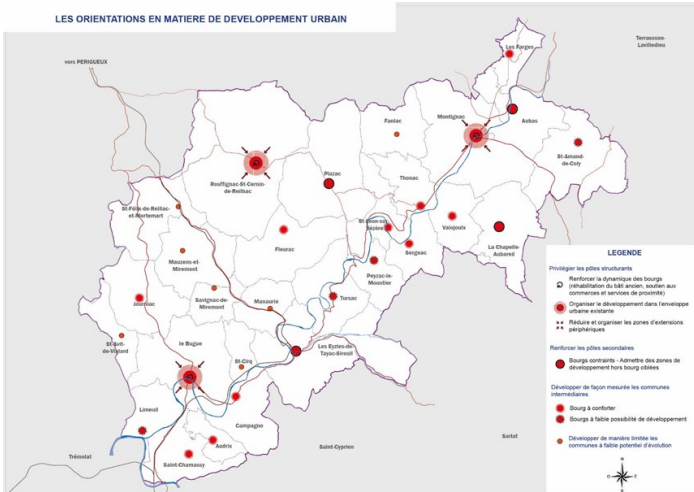 LES ORIENTATIONS EN MATIERE DE DEVELOPPEMENT URBAIN
Les Farges
Terrasson-
Lavilledieu
vers PERIGUEUX
Fanlac
Montignac
Aubas
St-Amand-
de-Coly
Plazac
Thonac
Rouffignac-St-Cernin-
de-Reilhac
St-Félix-de-Reillac-
et-Mortemart
St-Léon-sur-
Vézère
Valojoulx
Fleurac
Sergeac
La Chapelle-
Aubareil
Mauzens-et-
Miremont
Peyzac-le-
Moustier
Savignac-de-
Miremont
Manaurie
Tursac
Journiac
St-Avit-
de-Vialard
le Bugue
St-Cirq
Les Eyzies-de-
Tayac-Sireuil
Limeuil
Campagne
Audrix
Saint-Chamassy
Trémolat
Saint-Cyprien
Sarlat
LEGENDE
Privilégier les pôles structurants
Renforcer la dynamique des bourgs
(réhabilitation du bâti ancien, soutien aux
commerces et services de proximité)
Organiser le développement dans l'enveloppe
urbaine existante
Réduire et organiser les zones d'extensions
périphériques
Renforcer les pôles secondaires
Bourgs contraints - Admettre des zones de
développement hors bourg ciblées
Développer de façon mesurée les communes
intermédiaires
Bourg à conforter
Bourgs à faible possibilité de développement
Développer de manière limitée les
communes à faible potentiel d'évolution
N
O
E
S